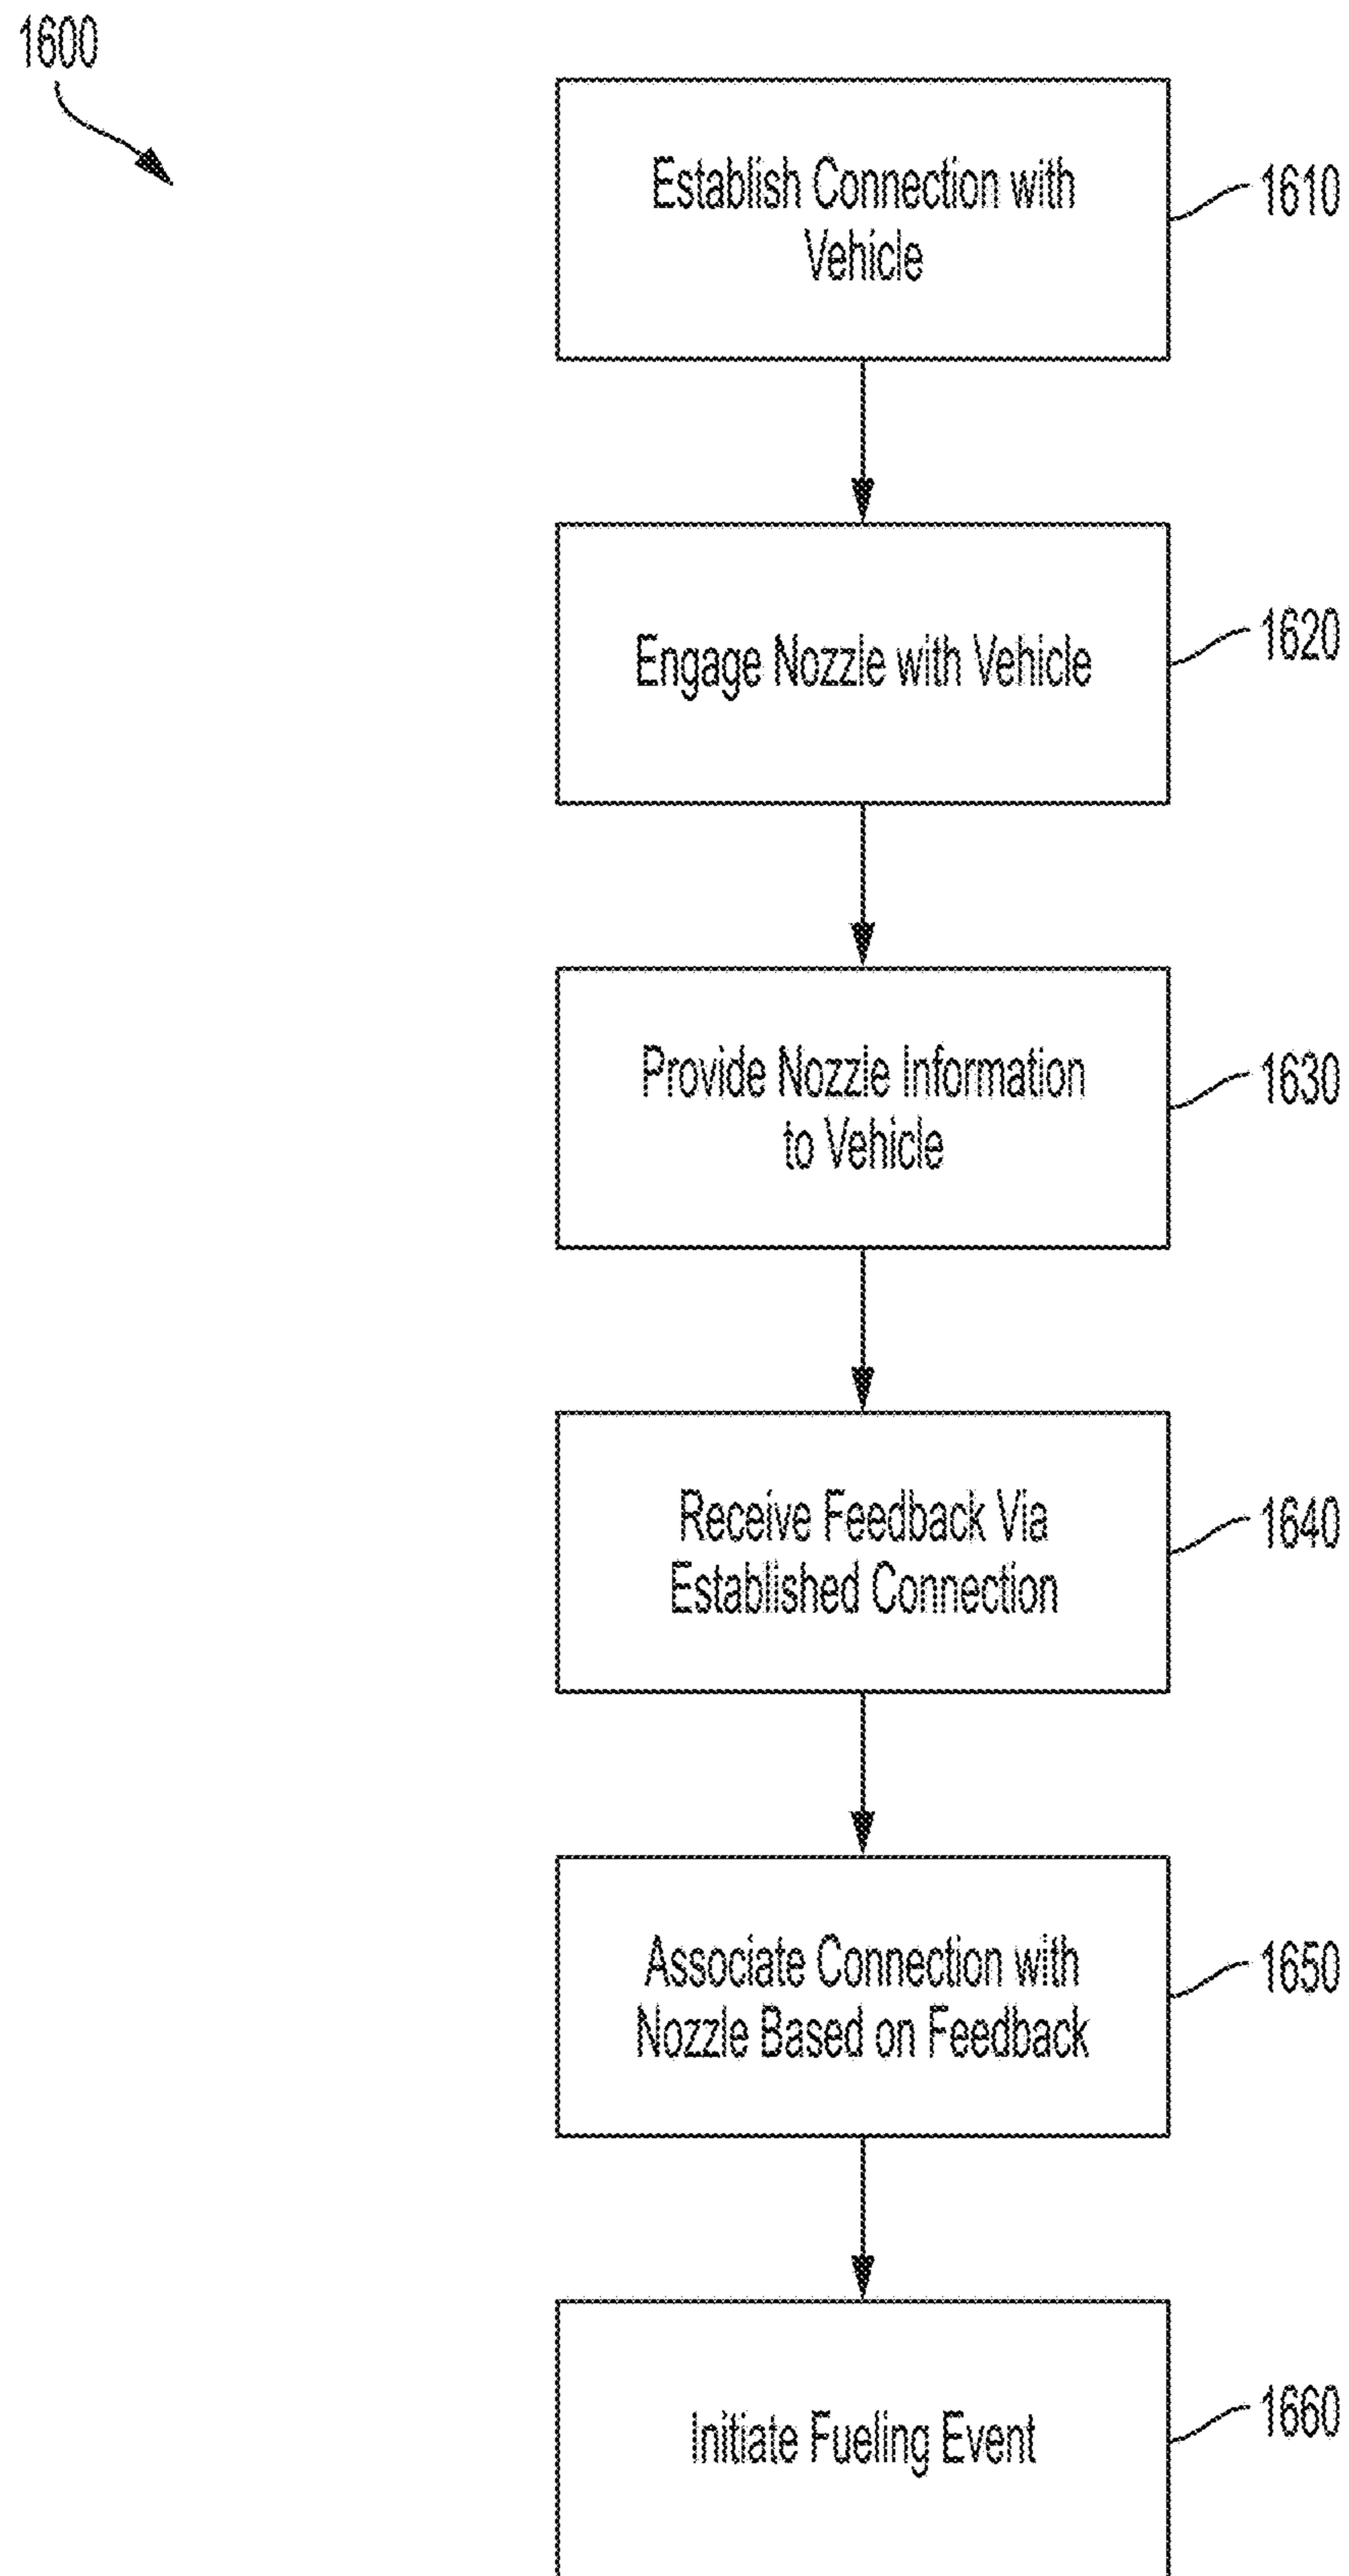 1600
Establish Connection with
Vehicle
1610
Engage Nozzle with Vehicle
1620
Provide Nozzle Information
to Vehicle
1630
Receive Feedback Via
Established Connection
1640
Associate Connection with
Nozzle Based on Feedback
1650
Initiate Fueling Event
1660